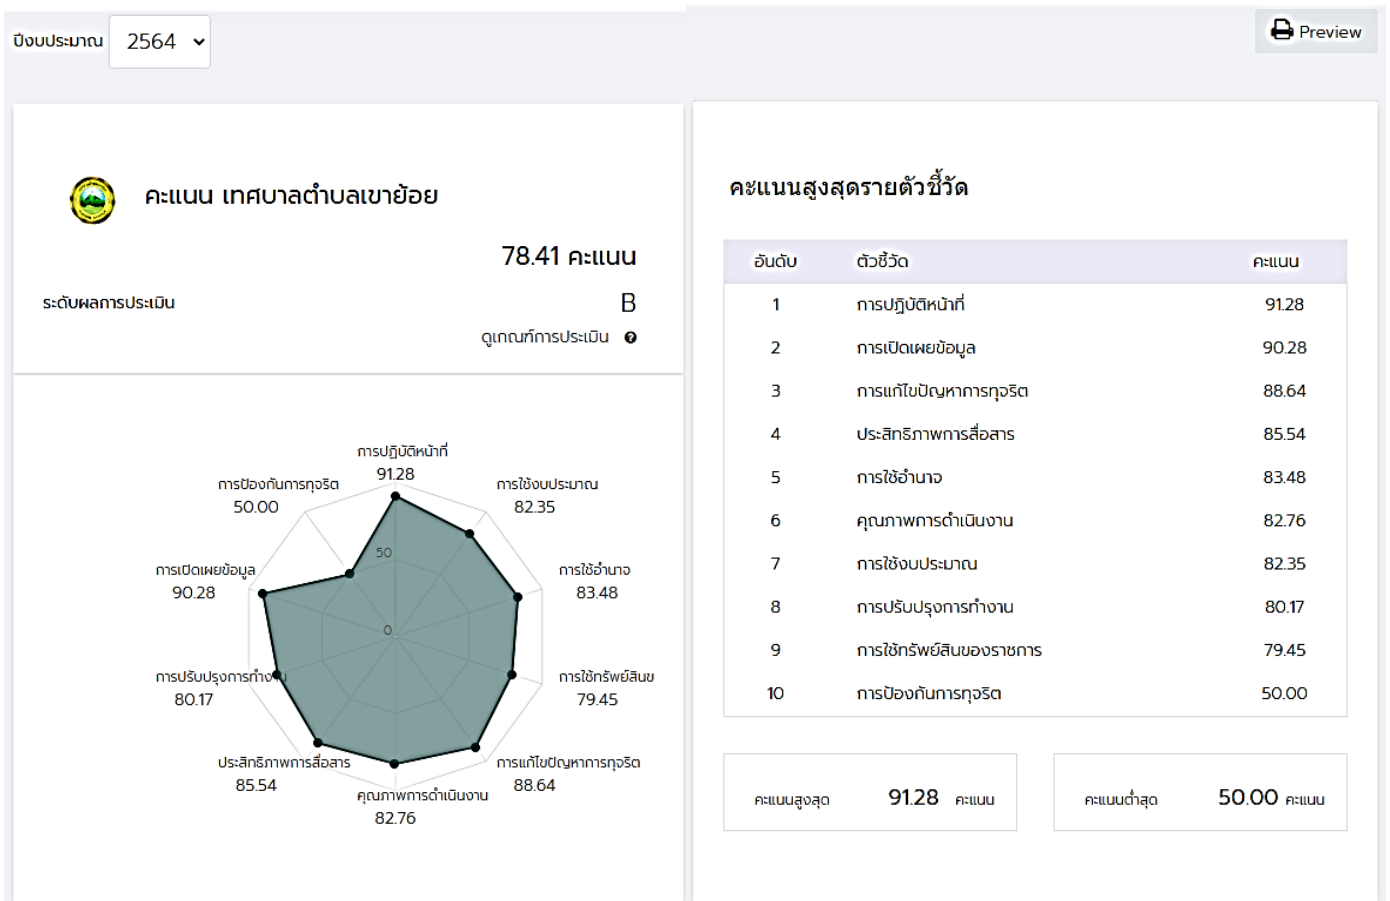 ปีงบประมาณ 2564
Preview
คะแนน เทศบาลตำบลเขาย้อย
78.41 คะแนน
ระดับผลการประเมิน B
ดูเกณฑ์การประเมิน ?
การปฏิบัติหน้าที่
91.28
การใช้งบประมาณ
82.35
การใช้อำนาจ
83.48
การใช้ทรัพย์สินข
79.45
การแก้ไขปัญหาการทุจริต
88.64
คุณภาพการดำเนินงาน
82.76
ประสิทธิภาพการสื่อสาร
85.54
การปรับปรุงการทำงาน
80.17
การเปิดเผยข้อมูล
90.28
การป้องกันการทุจริต
50.00
50
0
คะแนนสูงสุดรายตัวชี้วัด
อันดับ ตัวชี้วัด คะแนน
1 การปฏิบัติหน้าที่ 91.28
2 การเปิดเผยข้อมูล 90.28
3 การแก้ไขปัญหาการทุจริต 88.64
4 ประสิทธิภาพการสื่อสาร 85.54
5 การใช้อำนาจ 83.48
6 คุณภาพการดำเนินงาน 82.76
7 การใช้งบประมาณ 82.35
8 การปรับปรุงการทำงาน 80.17
9 การใช้ทรัพย์สินของราชการ 79.45
10 การป้องกันการทุจริต 50.00
คะแนนสูงสุด 91.28 คะแนน
คะแนนต่ำสุด 50.00 คะแนน